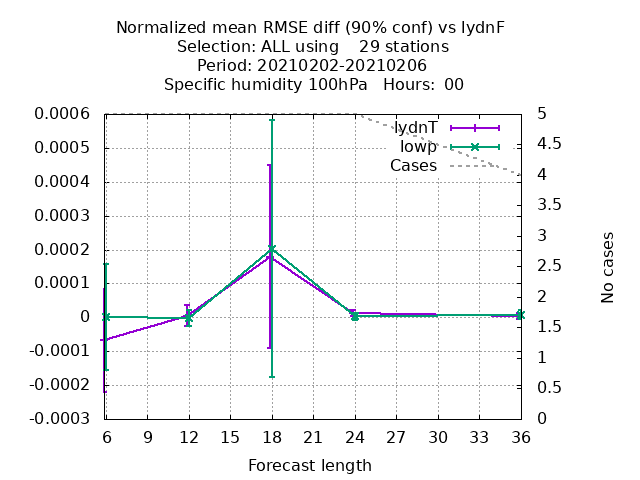 Normalized mean RMSE diff (90% conf) vs lydnF
Selection: ALL using    29 stations
Period: 20210202-20210206
Specific humidity 100hPa   Hours:  00
lydnT
lowp
Cases
0.0006
0.0005
0.0004
0.0003
0.0002
0.0001
0
-0.0001
-0.0002
-0.0003
5
4.5
4
3.5
3
2.5
2
1.5
1
0.5
0
No cases
6 9 12 15 18 21 24 27 30 33 36
Forecast length